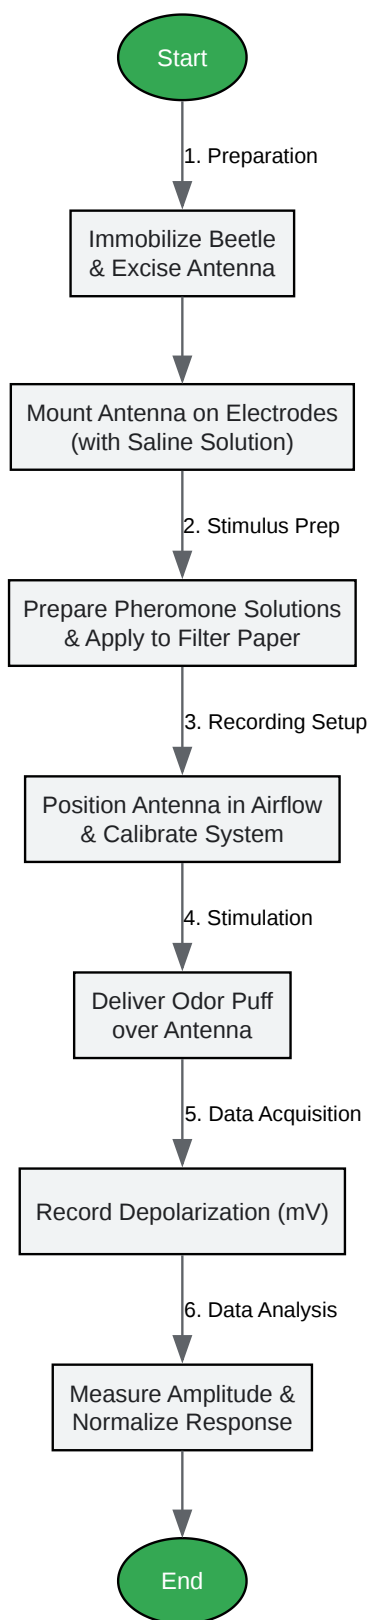 Start
1. Preparation
Immobilize Beetle
& Excise Antenna
Mount Antenna on Electrodes
(with Saline Solution)
2. Stimulus Prep
Prepare Pheromone Solutions
& Apply to Filter Paper
3. Recording Setup
Position Antenna in Airflow
& Calibrate System
4. Stimulation
Deliver Odor Puff
over Antenna
5. Data Acquisition
Record Depolarization (mV)
6. Data Analysis
Measure Amplitude &
Normalize Response
End